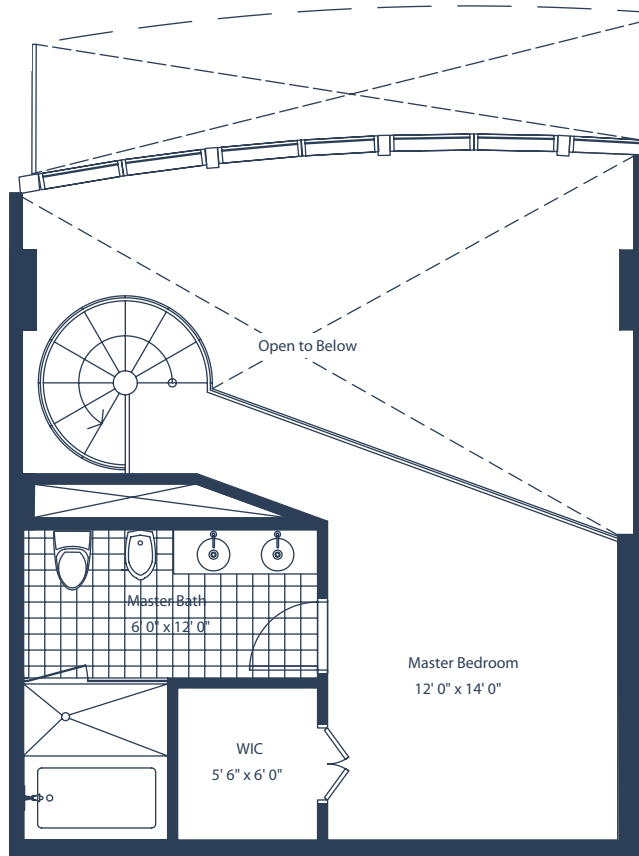 Open to Below
Master Bath
6' 0" x 12' 0"
Master Bedroom
12' 0" x 14' 0"
WIC
5' 6" x 6' 0"